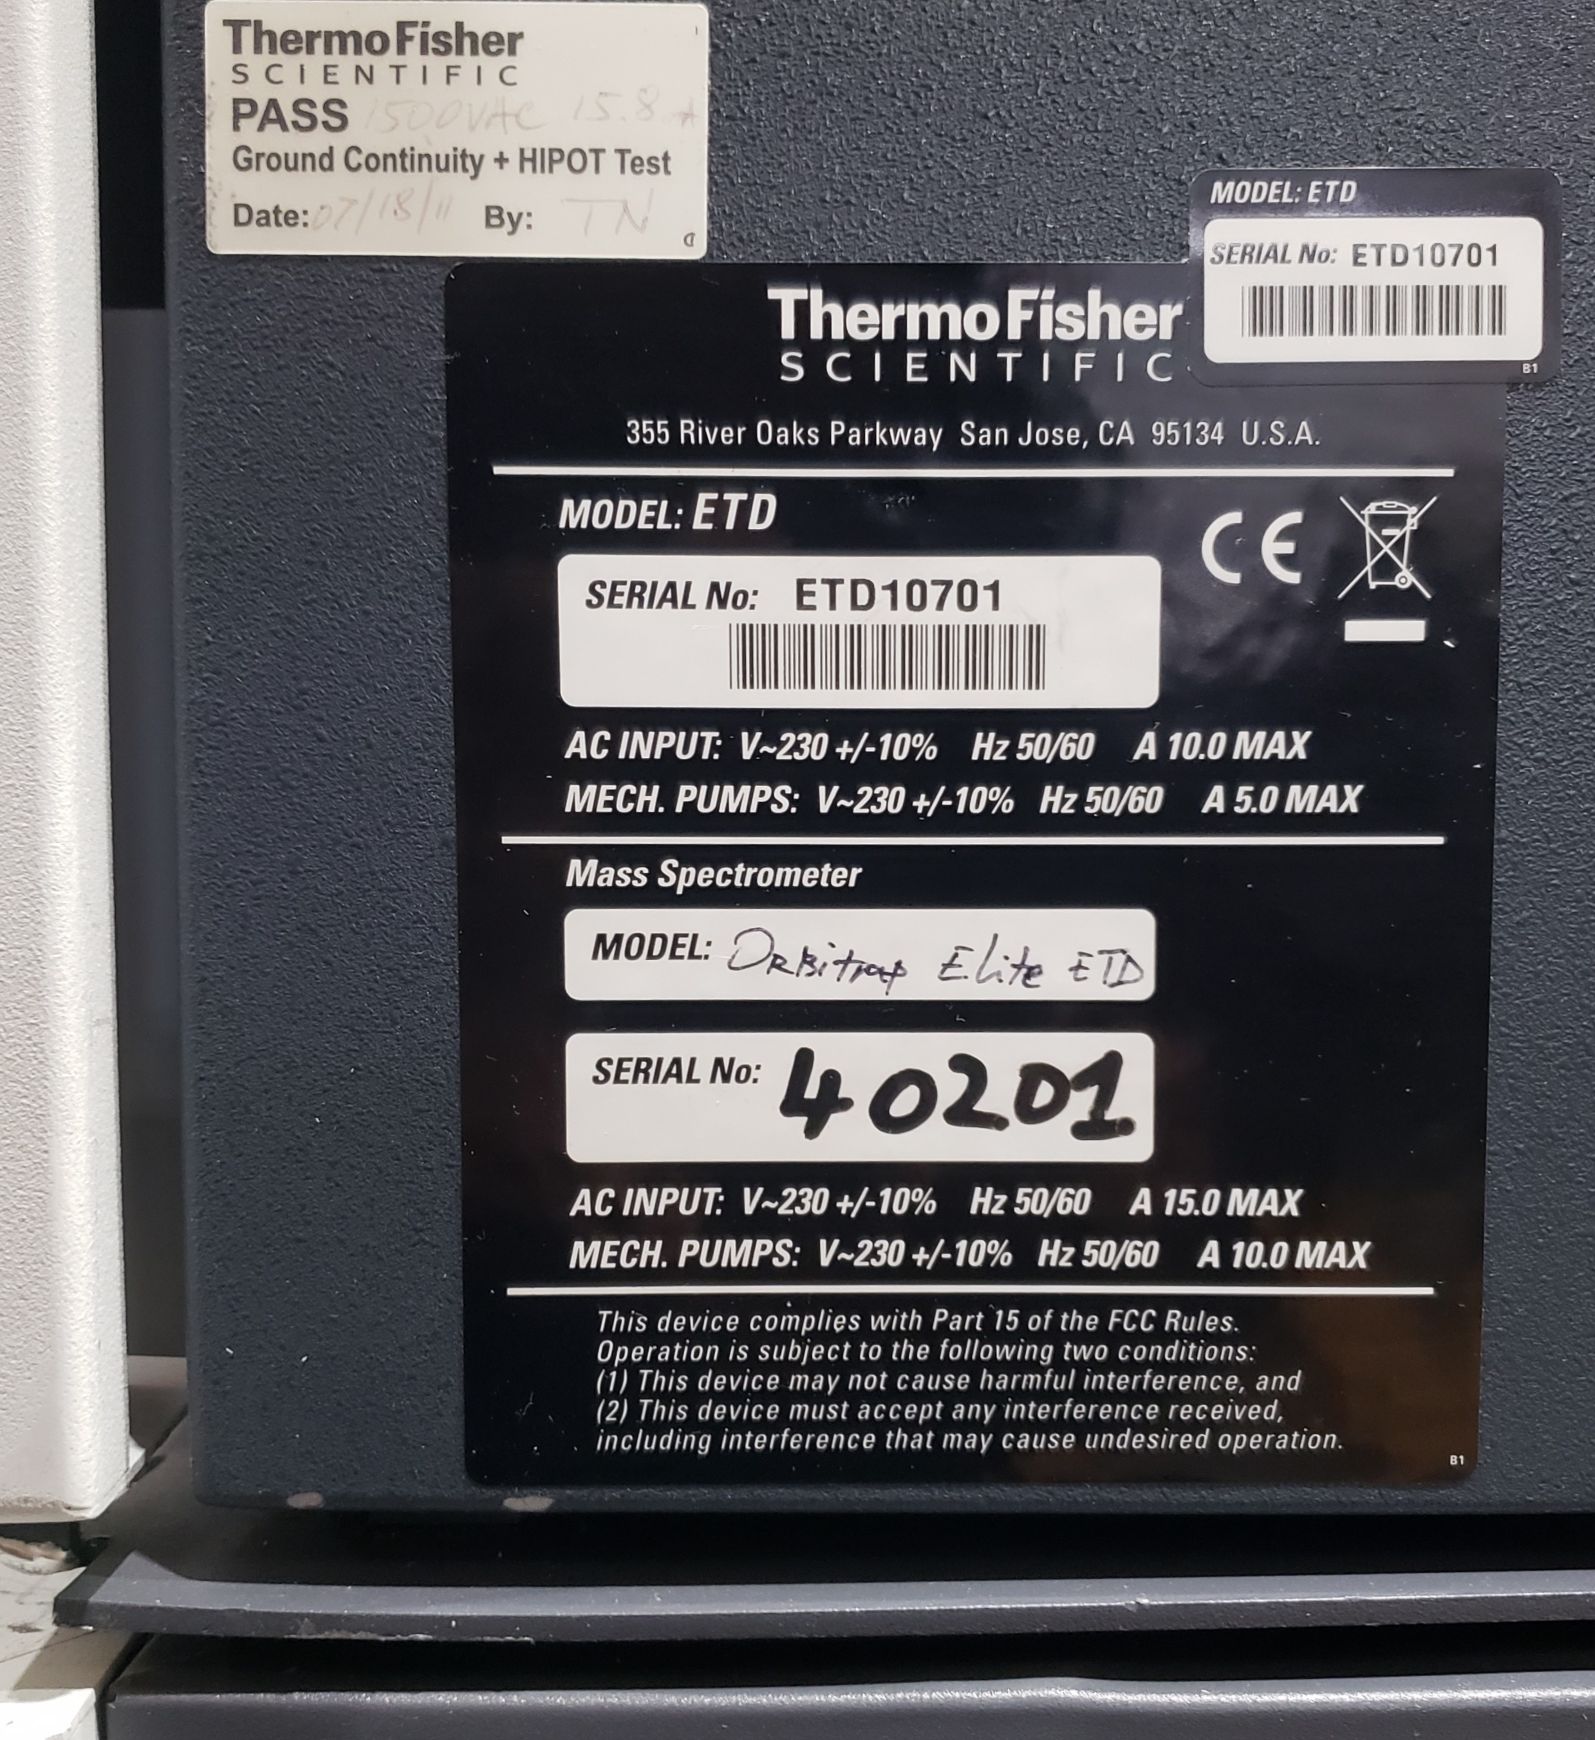 ThermoFisher
SCIENTIFIC
PASS 1500VAC 15.8 A
Ground Continuity + HIPOT Test
Date: 07/18/11 By: TN
D
MODEL: ETD
SERIAL No: ETD10701
B1
ThermoFisher
SCIENTIFIC
355 River Oaks Parkway San Jose, CA 95134 U.S.A.
MODEL: ETD
CE
SERIAL No: ETD10701
AC INPUT: V~230 +/-10% Hz 50/60 A 10.0 MAX
MECH. PUMPS: V~230 +/-10% Hz 50/60 A 5.0 MAX
Mass Spectrometer
MODEL: ORBitrap Elite ETD
SERIAL No: 40201
AC INPUT: V~230 +/-10% Hz 50/60 A 15.0 MAX
MECH. PUMPS: V~230 +/-10% Hz 50/60 A 10.0 MAX
This device complies with Part 15 of the FCC Rules.
Operation is subject to the following two conditions:
(1) This device may not cause harmful interference, and
(2) This device must accept any interference received,
including interference that may cause undesired operation.
B1